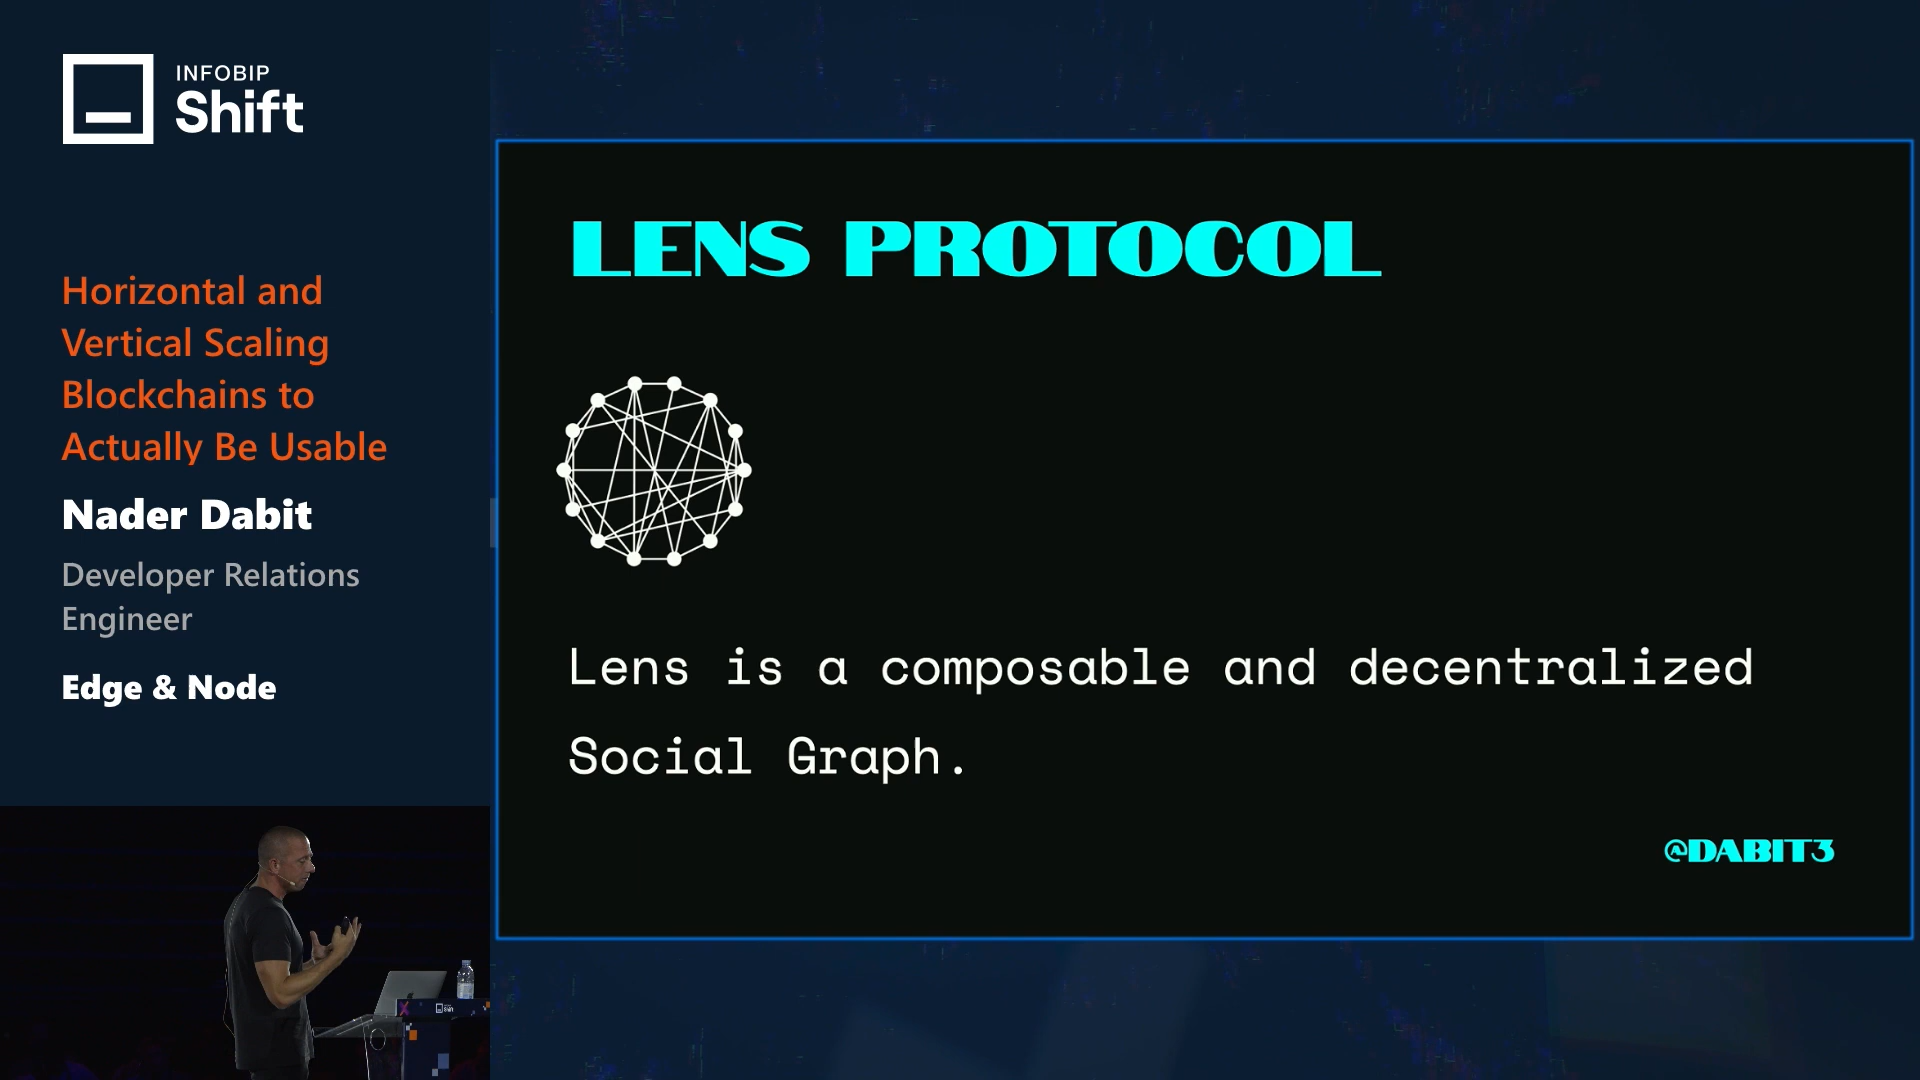 INFOBIP
Shift
Horizontal and
Vertical Scaling
Blockchains to
Actually Be Usable
Nader Dabit
Developer Relations
Engineer
Edge & Node
LENS PROTOCOL
Lens is a composable and decentralized
Social Graph.
@DABIT3
Shift